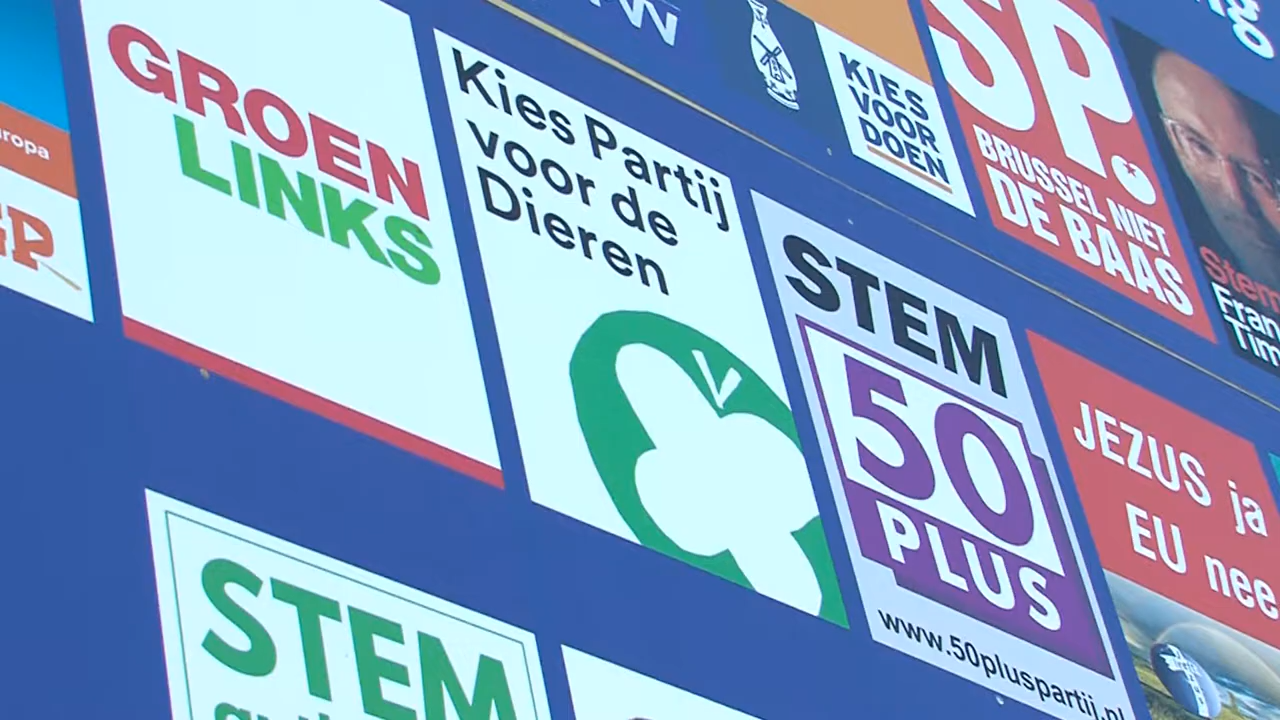 GROEN
LINKS
Kies Partij
voor de
Dieren
KIES
VOOR
DOEN
SP.
BRUSSEL NIET
DE BAAS
STEM
50
PLUS
www.50pluspartij.nl
JEZUS ja
EU nee
STEM
Stem